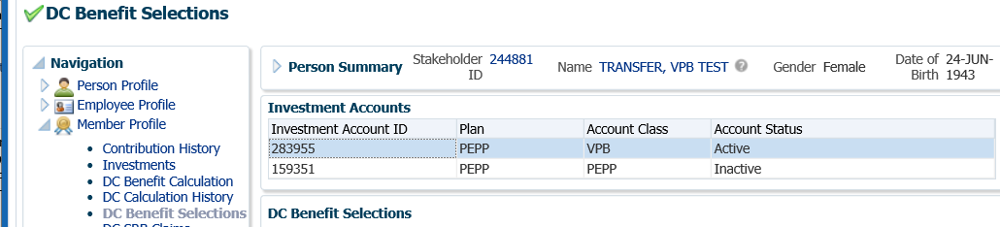 DC Benefit Selections
Navigation
Person Profile
Employee Profile
Member Profile
Contribution History
Investments
DC Benefit Calculation
DC Calculation History
DC Benefit Selections
Person Summary Stakeholder ID 244881 Name TRANSFER, VPB TEST Gender Female Date of Birth 24-JUN-1943
Investment Accounts
Investment Account ID Plan Account Class Account Status
283955 PEPP VPB Active
159351 PEPP PEPP Inactive
DC Benefit Selections